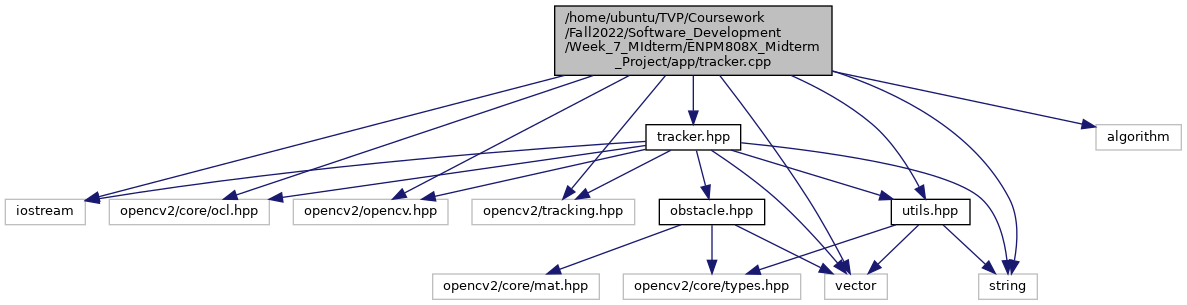 /home/ubuntu/TVP/Coursework
/Fall2022/Software_Development
/Week_7_MIdterm/ENPM808X_Midterm
_Project/app/tracker.cpp
tracker.hpp
algorithm
iostream
opencv2/core/ocl.hpp
opencv2/opencv.hpp
opencv2/tracking.hpp
obstacle.hpp
utils.hpp
opencv2/core/mat.hpp
opencv2/core/types.hpp
vector
string